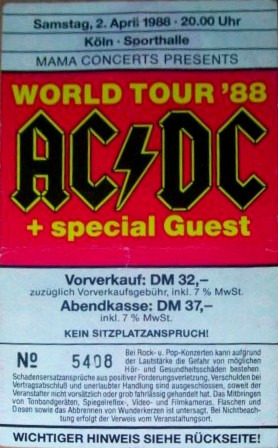 Samstag, 2. April 1988 · 20.00 Uhr
Köln · Sporthalle
MAMA CONCERTS PRESENTS
WORLD TOUR '88
AC/DC
+ special Guest
Vorverkauf: DM 32,–
zuzüglich Vorverkaufsgebühr, inkl. 7 % MwSt.
Abendkasse: DM 37,–
inkl. 7 % MwSt.
KEIN SITZPLATZANSPRUCH!
Nº 5408
Bei Rock- u. Pop-Konzerten kann aufgrund
der Lautstärke die Gefahr von möglichen
Hör- und Gesundheitsschäden bestehen.
Schadensersatzansprüche aus positiver Forderungsverletzung, Verschulden bei
Vertragsabschluß und unerlaubter Handlung sind ausgeschlossen, soweit der
Veranstalter nicht vorsätzlich oder grob fahrlässig gehandelt hat. Das Mitbringen
von Tonbandgeräten, Spiegelreflex-, Video- und Filmkameras, Flaschen und
Dosen sowie das Abbrennen von Wunderkerzen ist untersagt. Bei Nichtbeach-
tung erfolgt der Verweis vom Veranstaltungsort.
WICHTIGER HINWEIS SIEHE RÜCKSEITE!